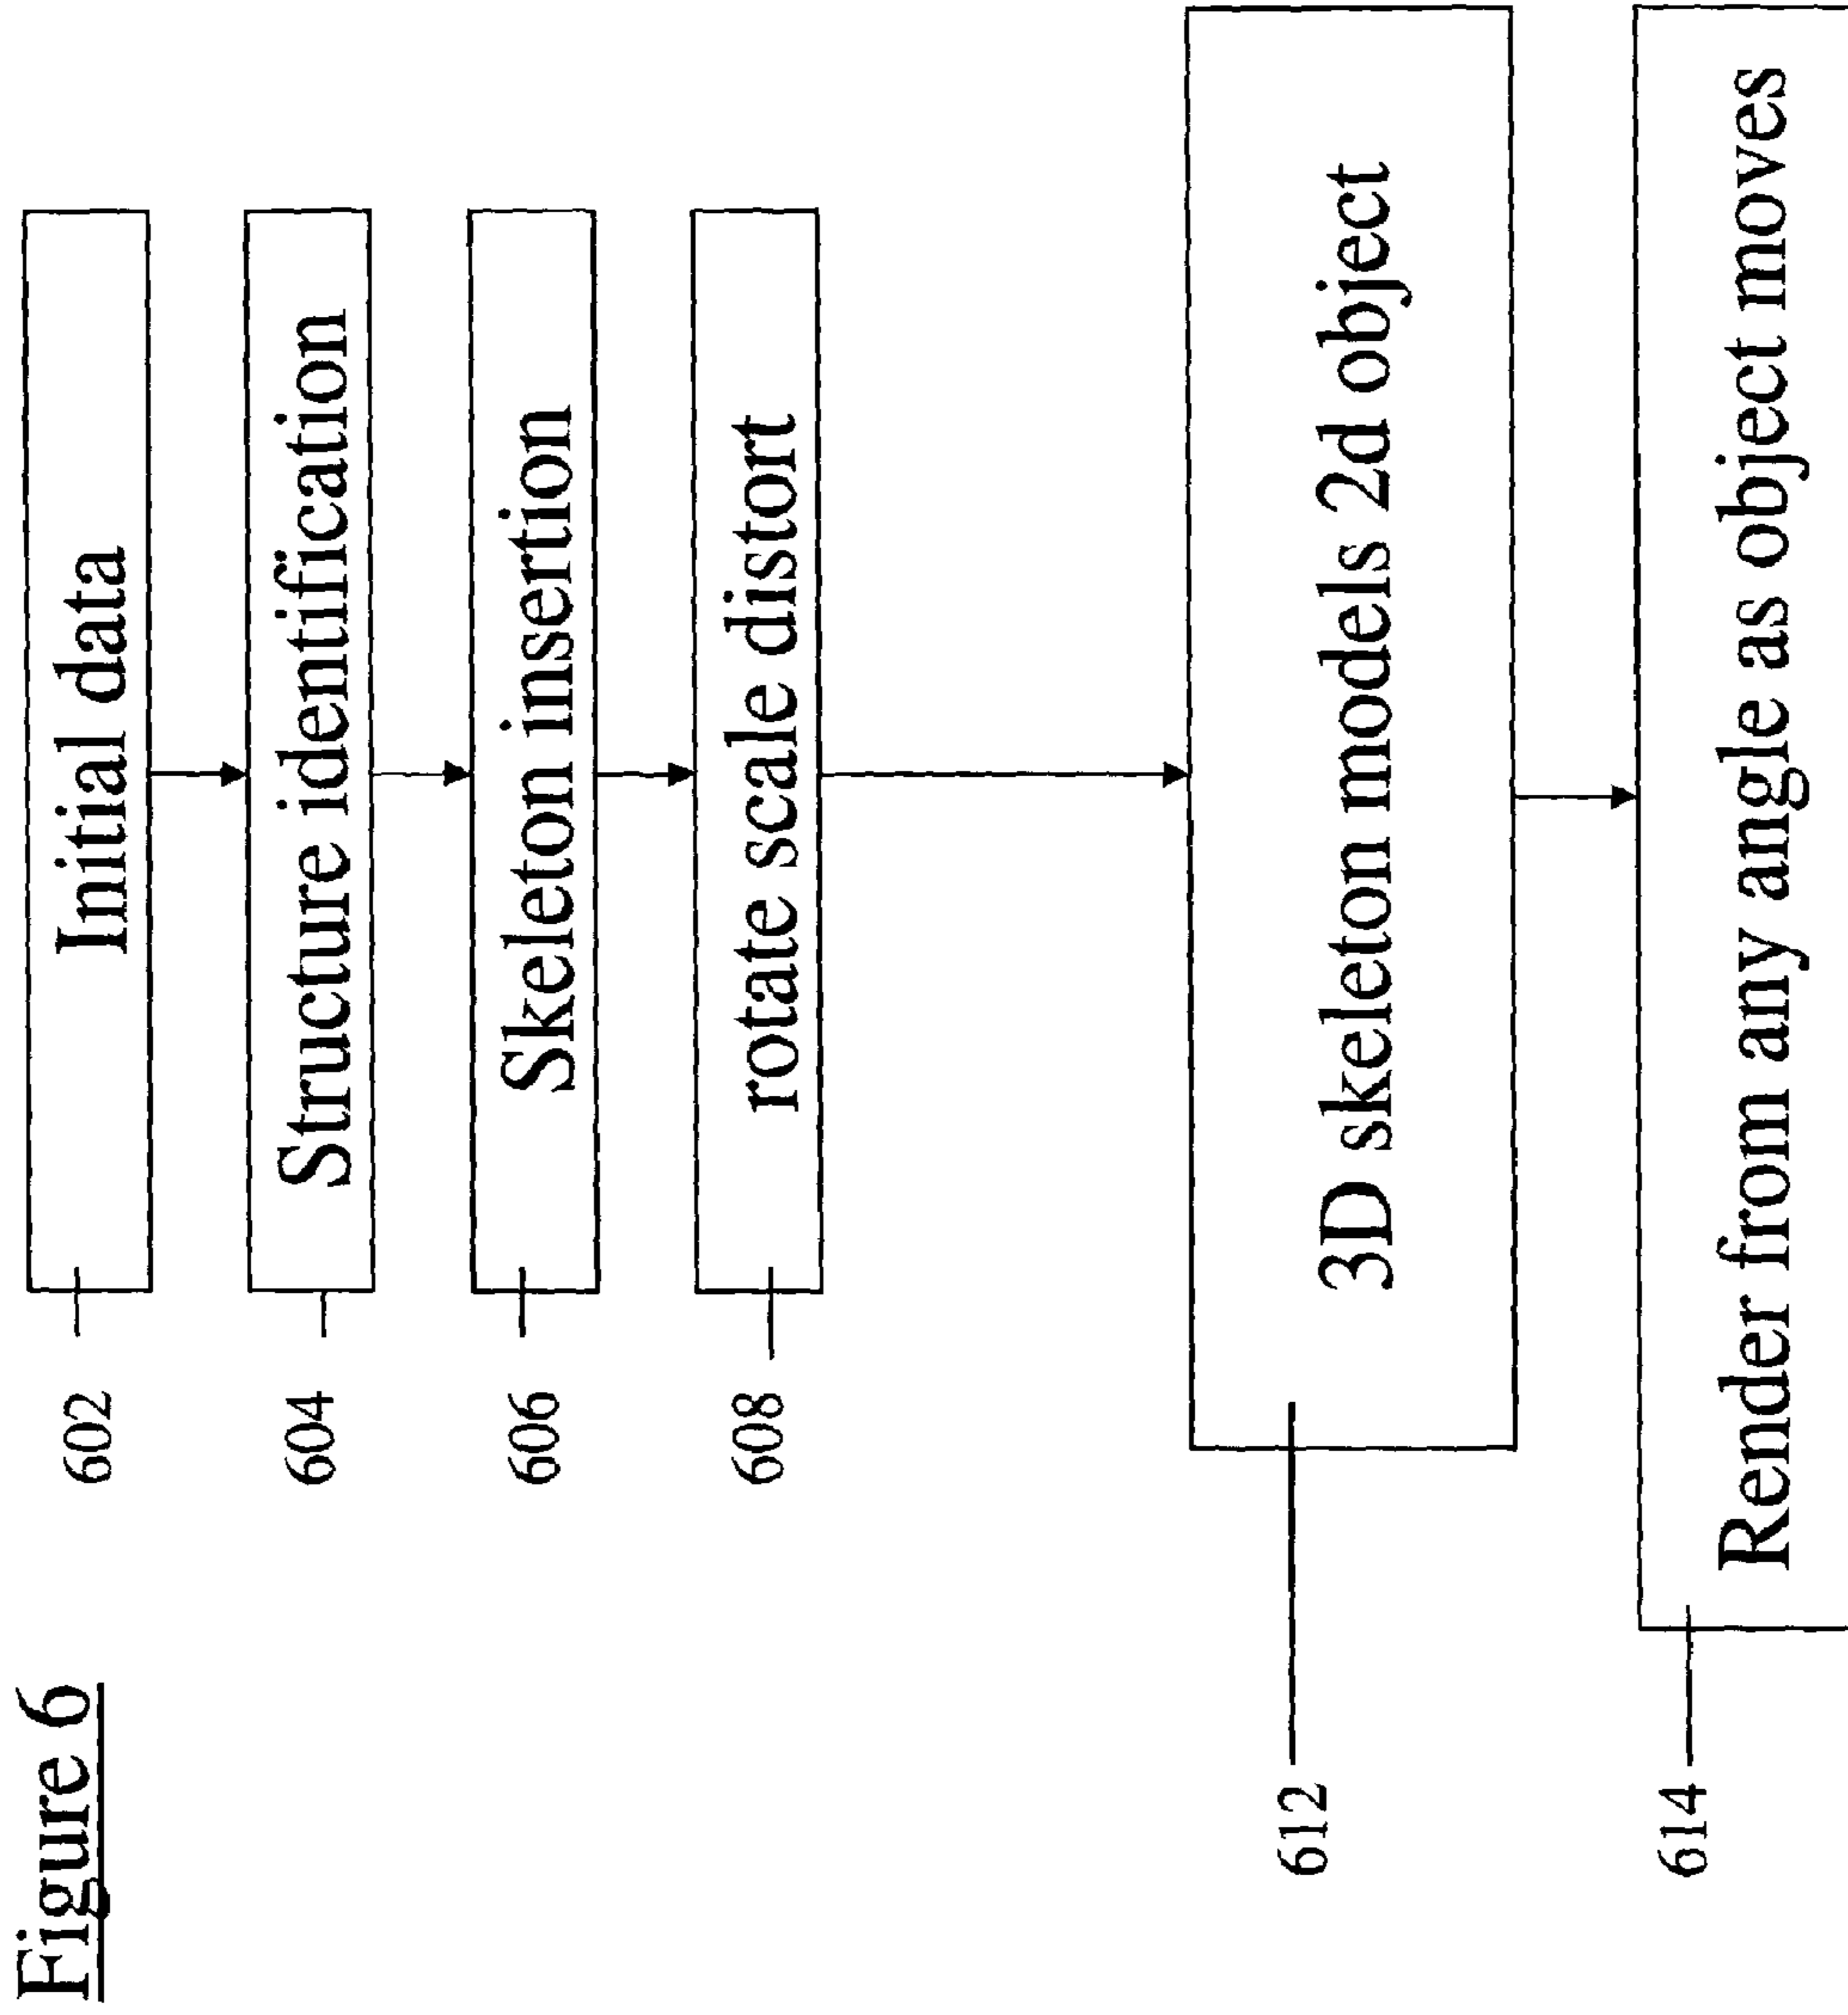 Figure 6
602
Initial data
604
Structure identification
606
Skeleton insertion
608
rotate scale distort
612
3D skeleton models 2d object
614
Render from any angle as object moves